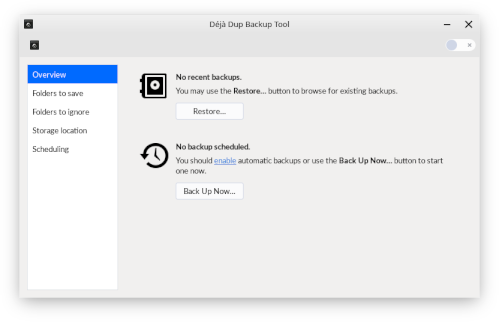 Déjà Dup Backup Tool
Overview
Folders to save
Folders to ignore
Storage location
Scheduling
No recent backups.
You may use the Restore... button to browse for existing backups.
Restore...
No backup scheduled.
You should enable automatic backups or use the Back Up Now... button to start
one now.
Back Up Now...